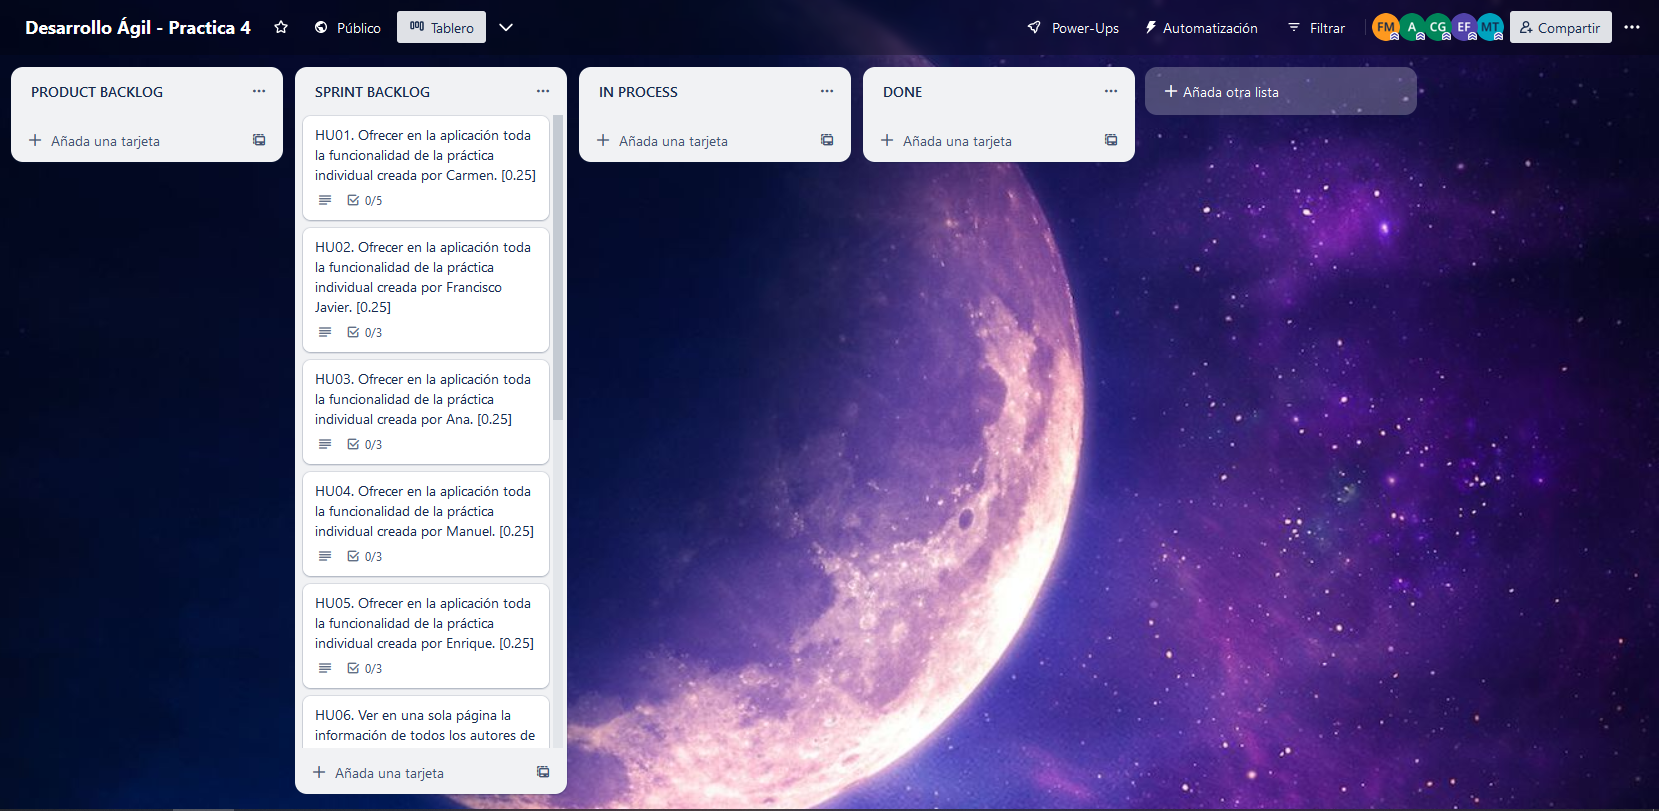 Desarrollo Ágil - Practica 4
Público
Tablero
Power-Ups
Automatización
Filtrar
FM
A
CG
EF
MT
Compartir
PRODUCT BACKLOG
Añada una tarjeta
SPRINT BACKLOG
HU01. Ofrecer en la aplicación toda
la funcionalidad de la práctica
individual creada por Carmen. [0.25]
0/5
HU02. Ofrecer en la aplicación toda
la funcionalidad de la práctica
individual creada por Francisco
Javier. [0.25]
0/3
HU03. Ofrecer en la aplicación toda
la funcionalidad de la práctica
individual creada por Ana. [0.25]
0/3
HU04. Ofrecer en la aplicación toda
la funcionalidad de la práctica
individual creada por Manuel. [0.25]
0/3
HU05. Ofrecer en la aplicación toda
la funcionalidad de la práctica
individual creada por Enrique. [0.25]
0/3
HU06. Ver en una sola página la
información de todos los autores de
Añada una tarjeta
IN PROCESS
Añada una tarjeta
DONE
Añada una tarjeta
Añada otra lista